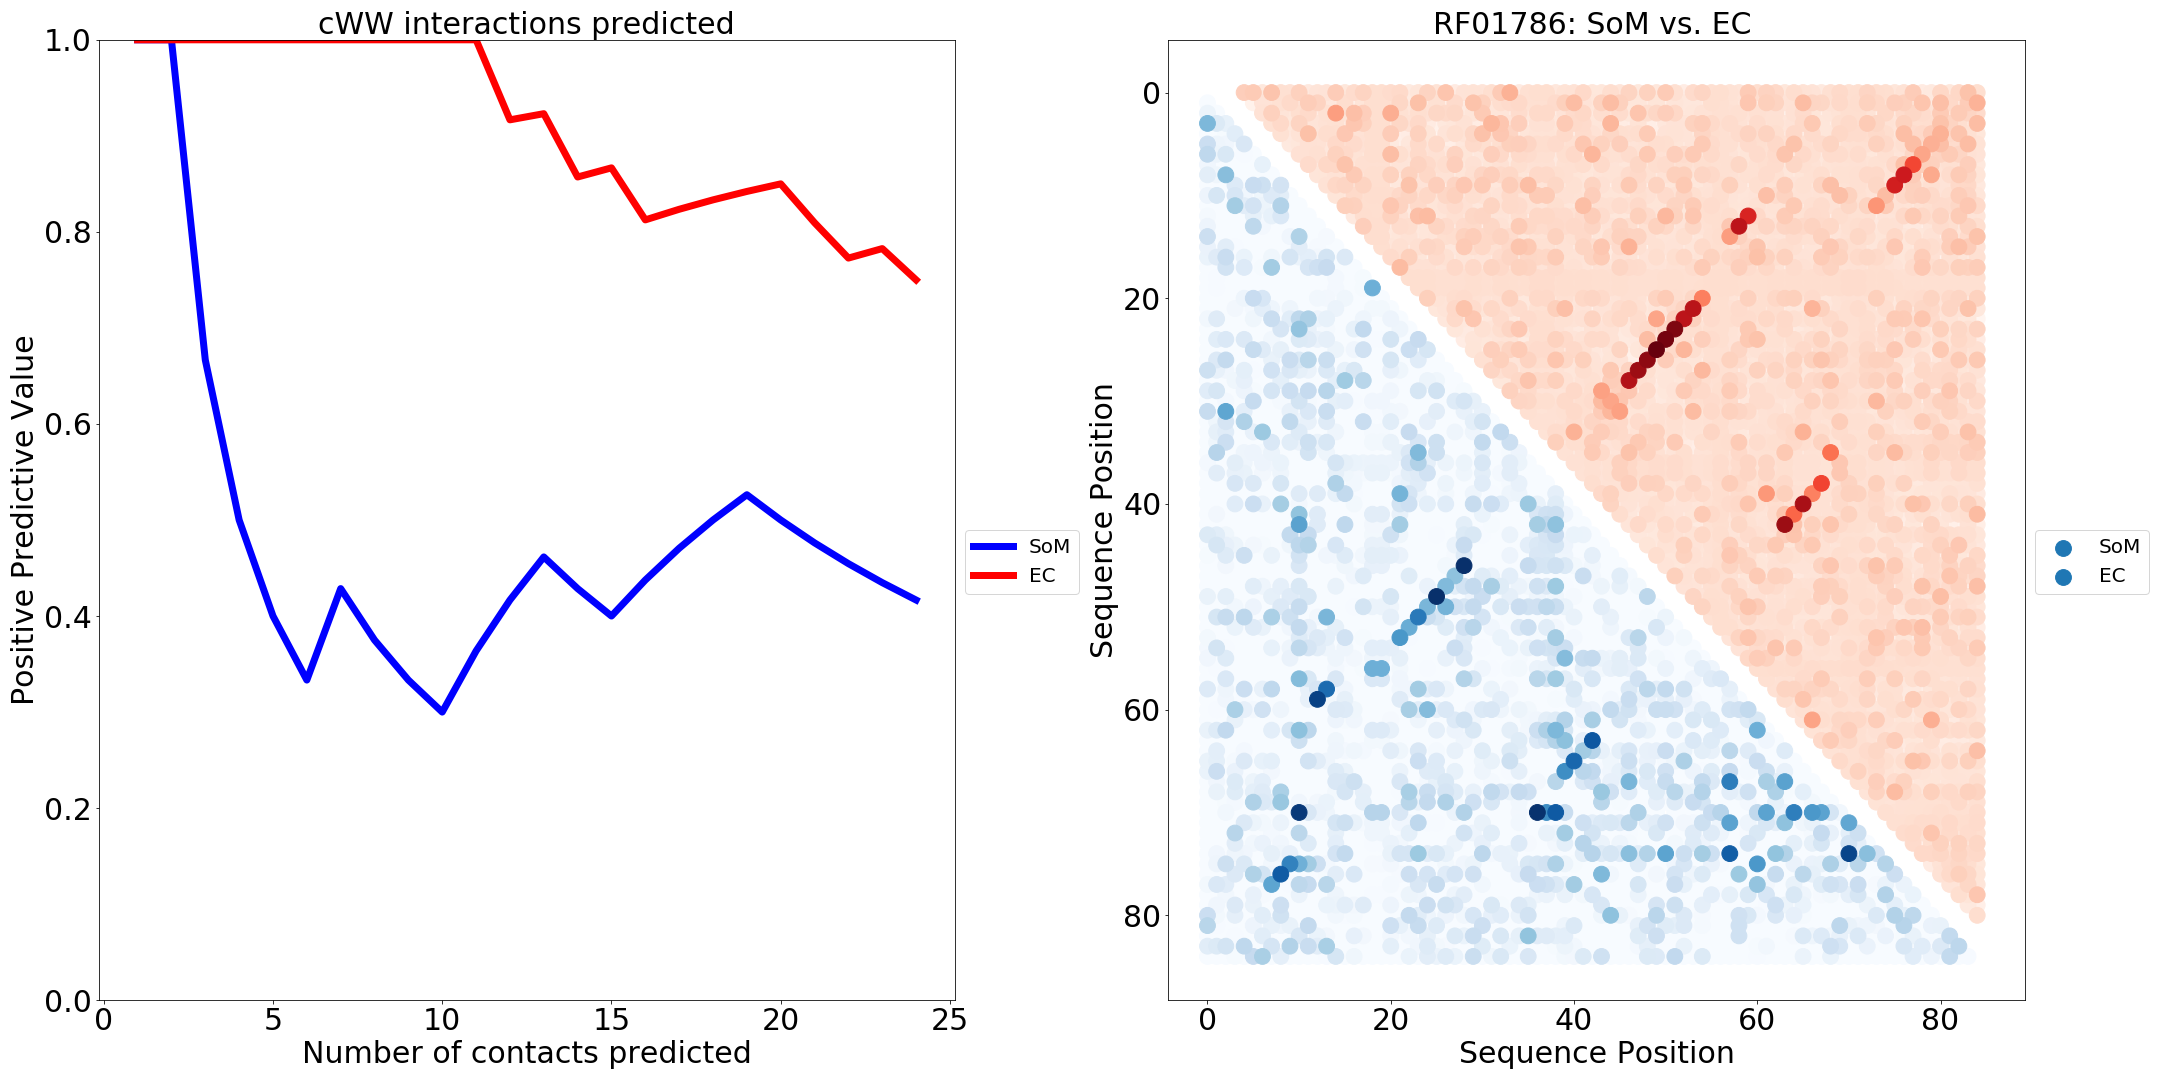 cWW interactions predicted
1.0
0.8
0.6
0.4
0.2
0.0
Positive Predictive Value
0 5 10 15 20 25
Number of contacts predicted
SoM
EC
RF01786: SoM vs. EC
0
20
40
60
80
Sequence Position
0 20 40 60 80
Sequence Position
SoM
EC